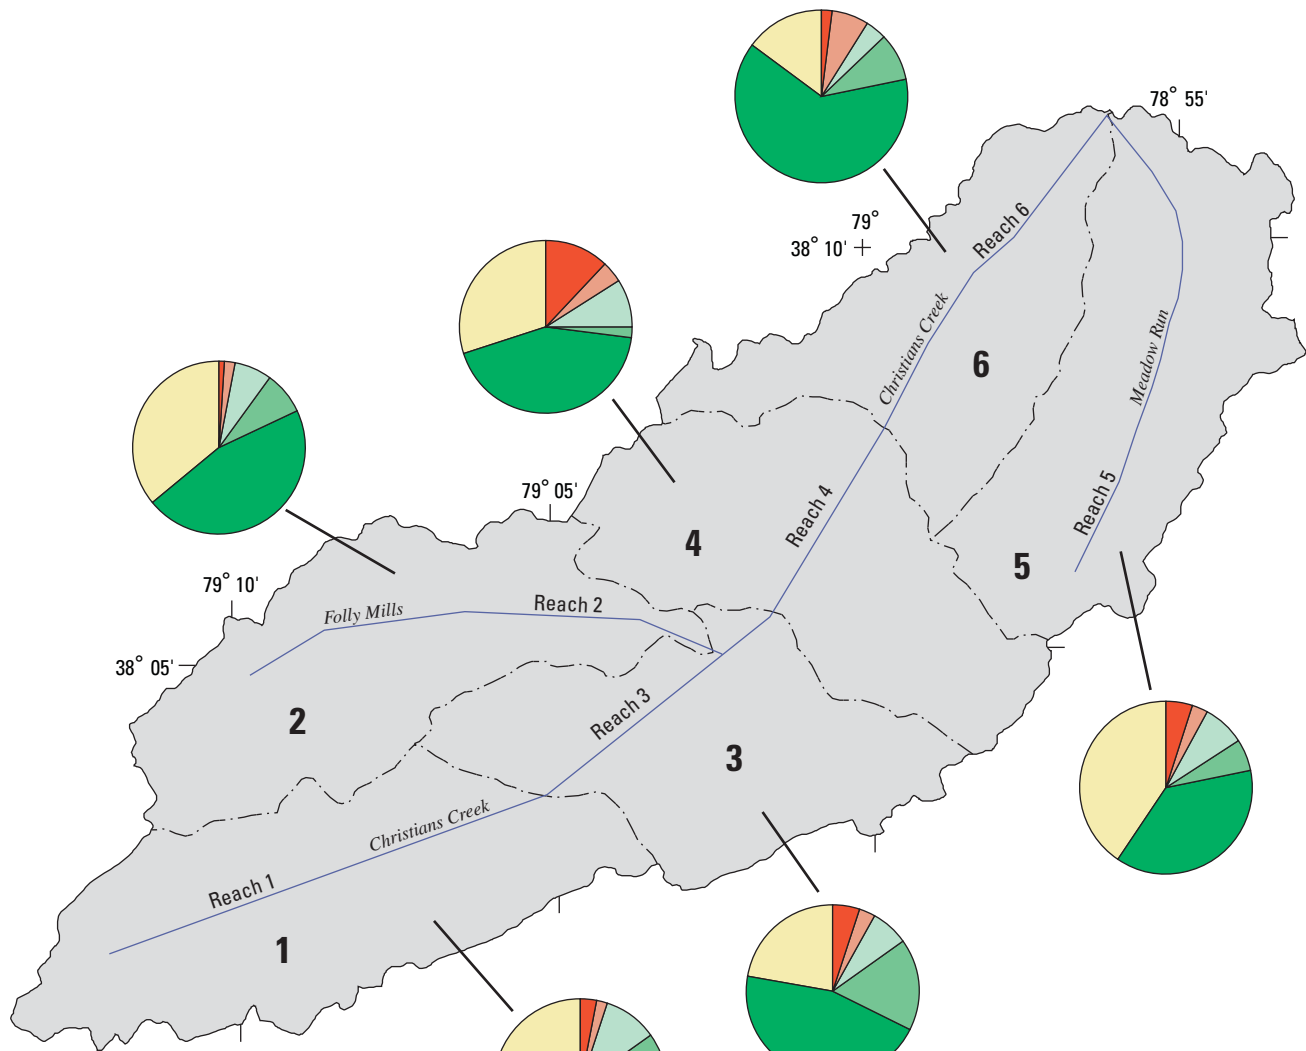 78° 55'
79°
38° 10'
Reach 6
Christians Creek
6
Meadow Run
Reach 5
5
79° 05'
4
Reach 4
79° 10'
Folly Mills
Reach 2
38° 05'
2
Reach 3
3
Christians Creek
Reach 1
1